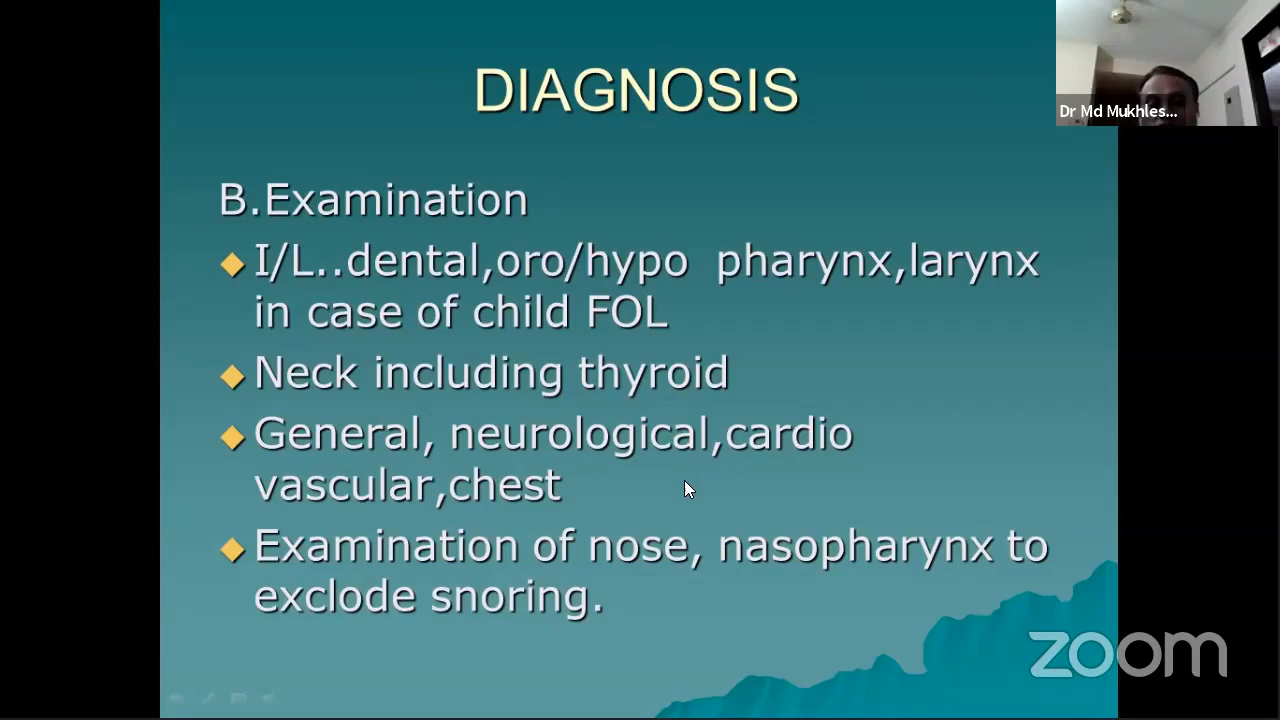 DIAGNOSIS
Dr Md Mukhles...
B.Examination
I/L..dental,oro/hypo pharynx,larynx
in case of child FOL
Neck including thyroid
General, neurological,cardio
vascular,chest
Examination of nose, nasopharynx to
exclode snoring.
zoom